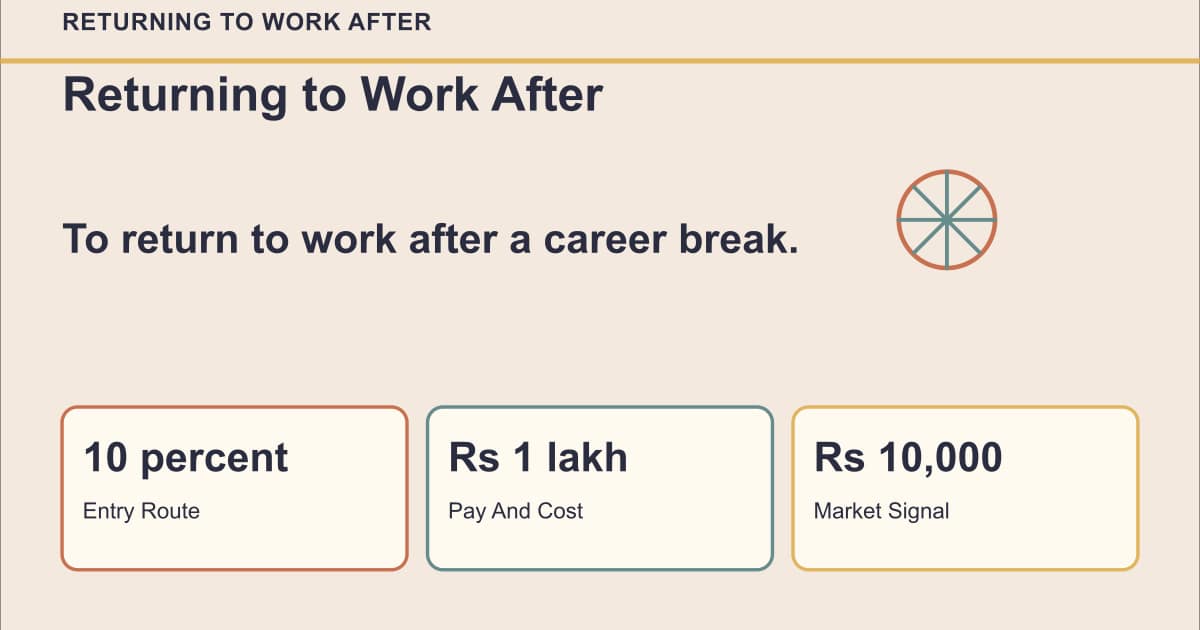 RETURNING TO WORK AFTER
Returning to Work After
To return to work after a career break.
10 percent
Entry Route
Rs 1 lakh
Pay And Cost
Rs 10,000
Market Signal